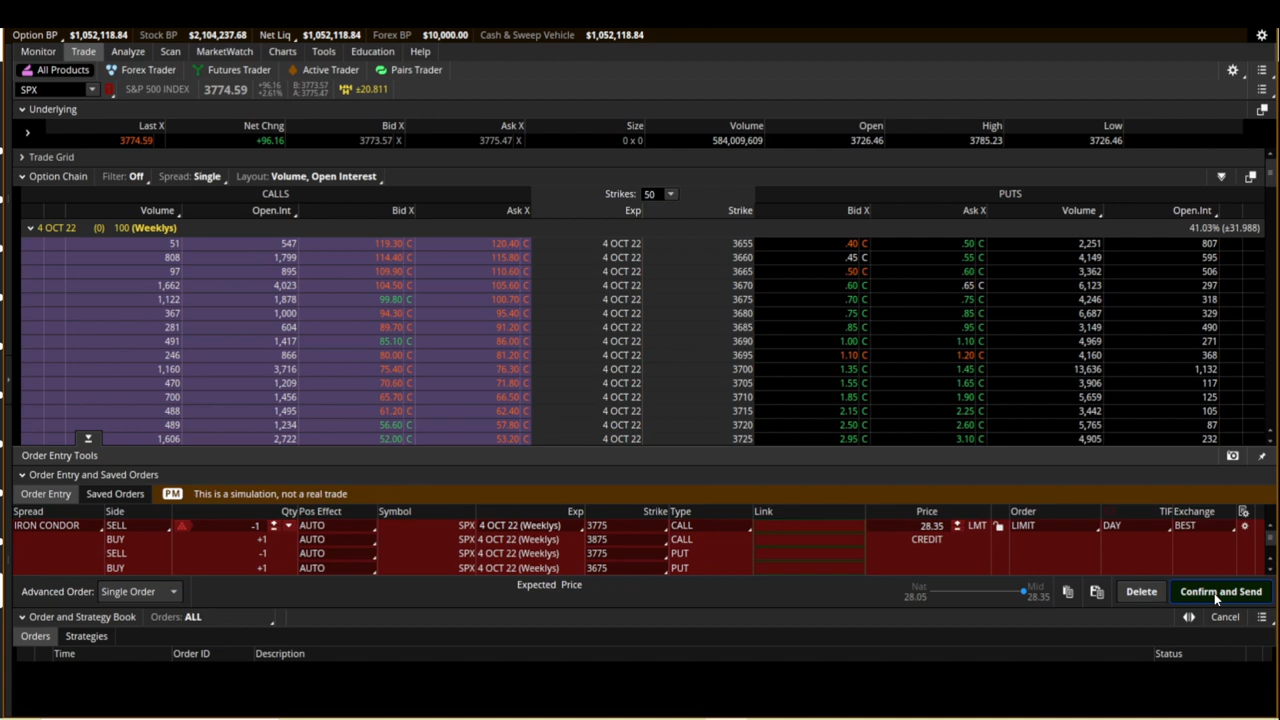 Option BP $1,052,118.84 Stock BP $2,104,237.68 Net Liq $1,052,118.84 Forex BP $10,000.00 Cash & Sweep Vehicle $1,052,118.84
Monitor Trade Analyze Scan MarketWatch Charts Tools Education Help
All Products Forex Trader Futures Trader Active Trader Pairs Trader
SPX S&P 500 INDEX 3774.59 +96.16 +2.61% B: 3773.57 A: 3775.47 ±20.811
Underlying
Last X Net Chng Bid X Ask X Size Volume Open High Low
3774.59 +96.16 3773.57 X 3775.47 X 0 x 0 584,009,609 3726.46 3785.23 3726.46
Trade Grid
Option Chain Filter: Off Spread: Single Layout: Volume, Open Interest
CALLS Strikes: 50 PUTS
Volume Open.Int Bid X Ask X Exp Strike Bid X Ask X Volume Open.Int
4 OCT 22 (0) 100 (Weeklys) 41.03% (±31.988)
51 547 119.30 C 120.40 C 4 OCT 22 3655 .40 C .50 C 2,251 807
808 1,799 114.40 C 115.80 C 4 OCT 22 3660 .45 C .55 C 4,149 595
97 895 109.90 C 110.60 C 4 OCT 22 3665 .50 C .60 C 3,362 506
1,662 4,023 104.50 C 105.60 C 4 OCT 22 3670 .60 C .65 C 6,123 297
1,122 1,878 99.80 C 100.70 C 4 OCT 22 3675 .70 C .75 C 4,246 318
367 1,000 94.30 C 95.40 C 4 OCT 22 3680 .75 C .85 C 6,687 329
281 604 89.70 C 91.20 C 4 OCT 22 3685 .85 C .95 C 3,149 490
491 1,417 85.10 C 86.00 C 4 OCT 22 3690 1.00 C 1.10 C 4,969 271
246 866 80.00 C 81.20 C 4 OCT 22 3695 1.10 C 1.20 C 4,160 368
1,160 3,716 75.40 C 76.30 C 4 OCT 22 3700 1.35 C 1.45 C 13,636 1,132
470 1,209 70.60 C 71.80 C 4 OCT 22 3705 1.55 C 1.65 C 3,906 117
700 1,456 65.70 C 66.50 C 4 OCT 22 3710 1.85 C 1.90 C 5,659 125
488 1,495 61.20 C 62.40 C 4 OCT 22 3715 2.15 C 2.25 C 3,442 105
489 1,234 56.60 C 57.80 C 4 OCT 22 3720 2.50 C 2.60 C 5,765 87
1,606 2,722 52.00 C 53.20 C 4 OCT 22 3725 2.95 C 3.10 C 4,905 232
Order Entry Tools
Order Entry and Saved Orders
Order Entry Saved Orders PM This is a simulation, not a real trade
Spread Side Qty Pos Effect Symbol Exp Strike Type Link Price Order TIF Exchange
IRON CONDOR SELL -1 AUTO SPX 4 OCT 22 (Weeklys) 3775 CALL 28.35 LMT LIMIT DAY BEST
BUY +1 AUTO SPX 4 OCT 22 (Weeklys) 3875 CALL CREDIT
SELL -1 AUTO SPX 4 OCT 22 (Weeklys) 3775 PUT
BUY +1 AUTO SPX 4 OCT 22 (Weeklys) 3675 PUT
Advanced Order: Single Order Expected Price Nat 28.05 Mid 28.35 Delete Confirm and Send
Order and Strategy Book Orders: ALL Cancel
Orders Strategies
Time Order ID Description Status